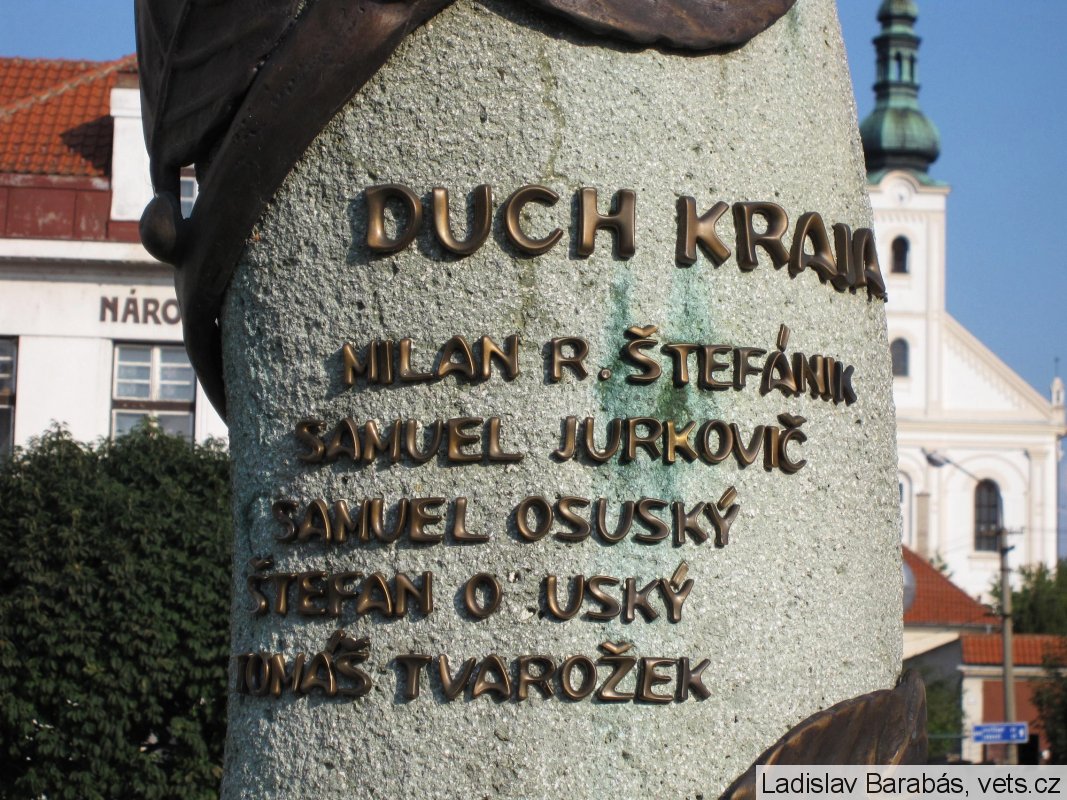 DUCH KRAJA
MILAN R. ŠTEFÁNIK
SAMUEL JURKOVIČ
SAMUEL OSUSKÝ
ŠTEFAN O USKÝ
TOMÁŠ TVAROŽEK
NÁRO
Ladislav Barabás, vets.cz